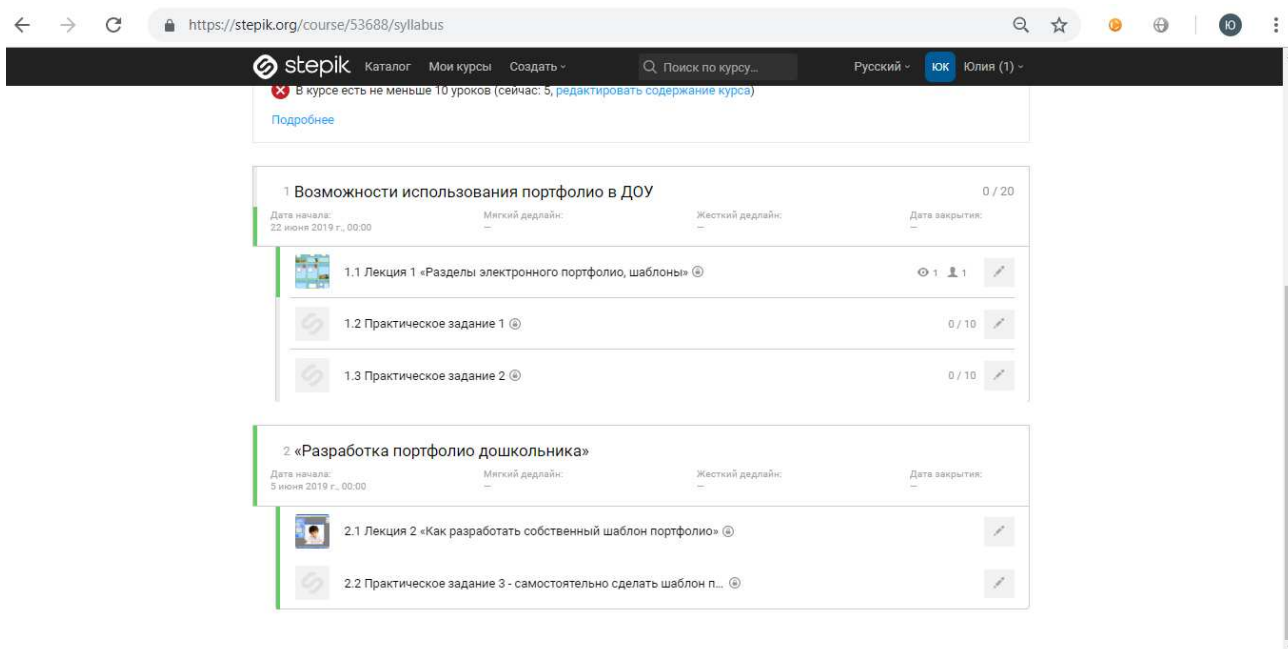 https://stepik.org/course/53688/syllabus
Ю
stepik Каталог Мои курсы Создать Поиск по курсу... Русский ЮК Юлия (1)
В курсе есть не меньше 10 уроков (сейчас: 5, редактировать содержание курса)
Подробнее
1 Возможности использования портфолио в ДОУ 0 / 20
Дата начала: Мягкий дедлайн: Жесткий дедлайн: Дата закрытия:
22 июня 2019 г., 00:00 — — —
1.1 Лекция 1 «Разделы электронного портфолио, шаблоны» 1 1
1.2 Практическое задание 1 0 / 10
1.3 Практическое задание 2 0 / 10
2 «Разработка портфолио дошкольника»
Дата начала: Мягкий дедлайн: Жесткий дедлайн: Дата закрытия:
5 июня 2019 г., 00:00 — — —
2.1 Лекция 2 «Как разработать собственный шаблон портфолио»
2.2 Практическое задание 3 - самостоятельно сделать шаблон п...